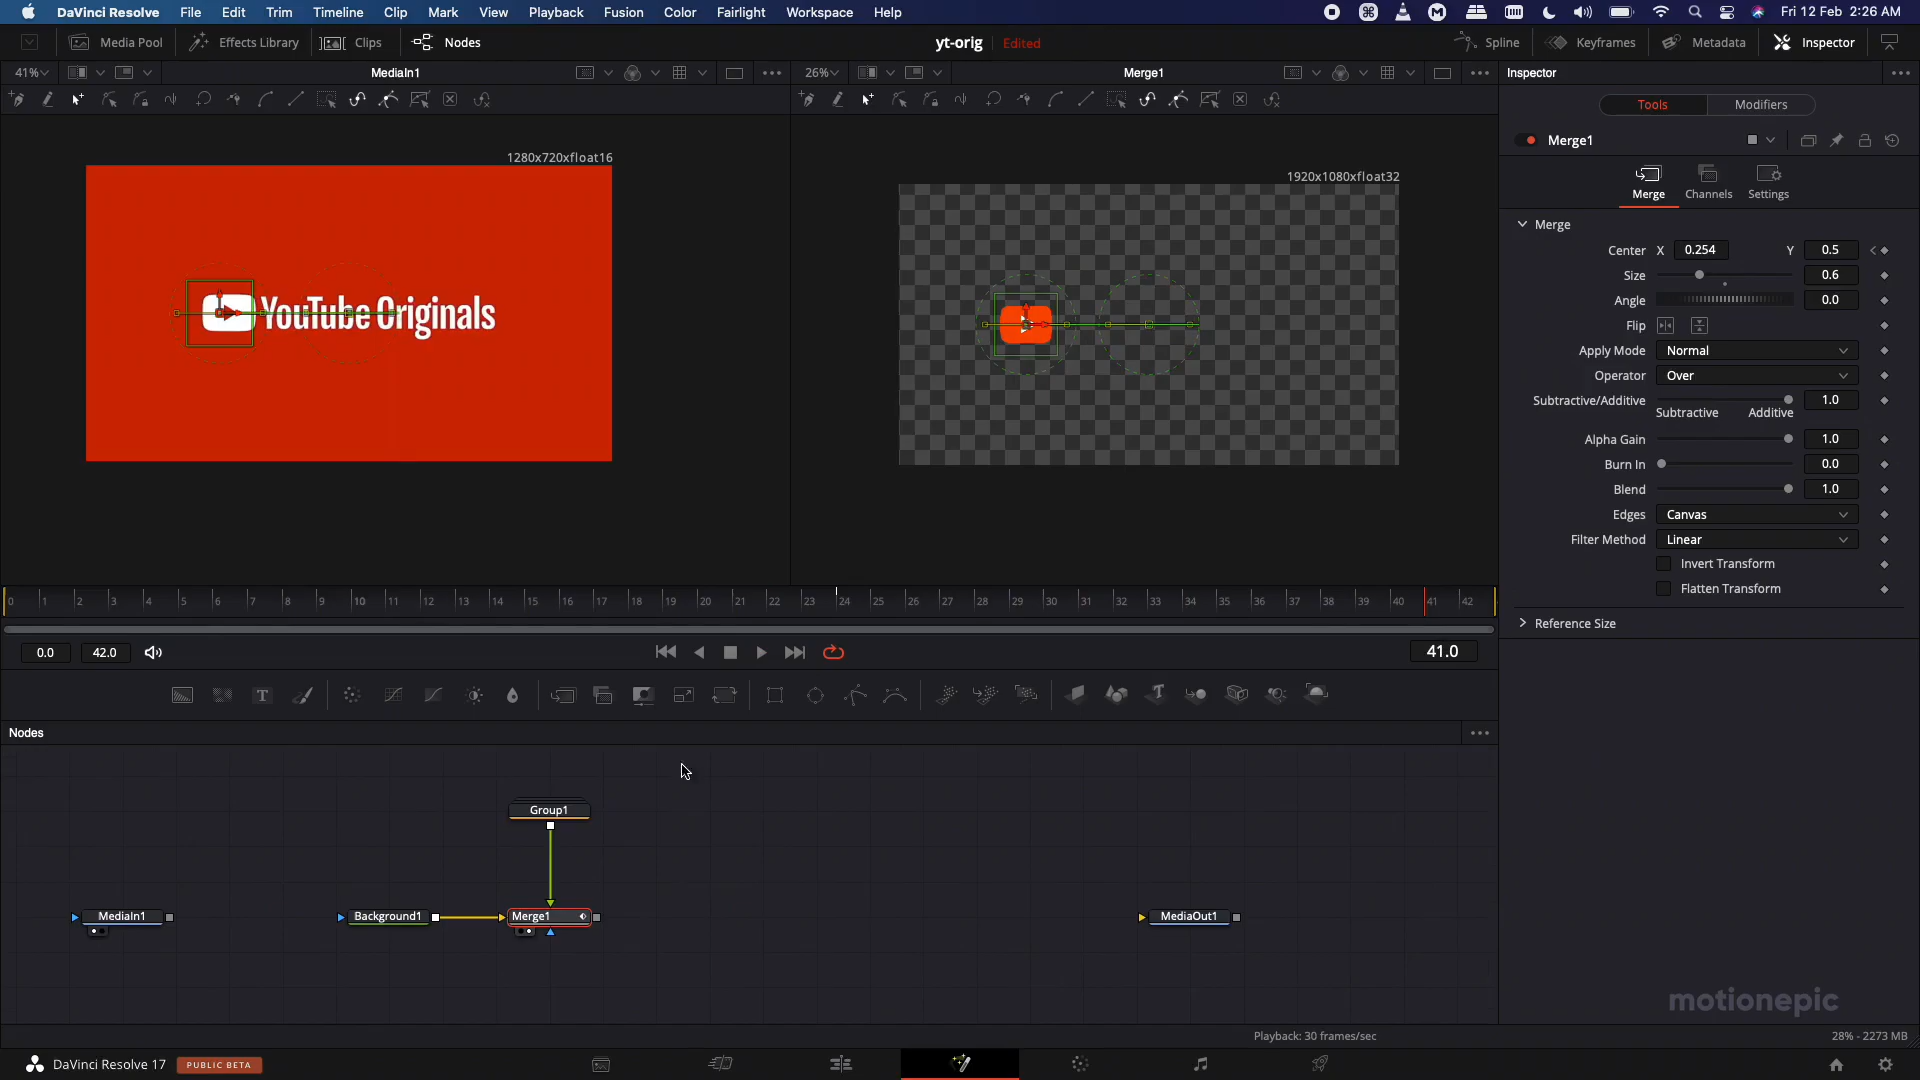 DaVinci Resolve File Edit Trim Timeline Clip Mark View Playback Fusion Color Fairlight Workspace Help Fri 12 Feb 2:26 AM
Media Pool Effects Library Clips Nodes yt-orig Edited Spline Keyframes Metadata Inspector
41% MediaIn1 26% Merge1 Inspector
Tools Modifiers
Merge1
1280x720xfloat16
1920x1080xfloat32
Merge Channels Settings
Merge
Center X 0.254 Y 0.5
Size 0.6
Angle 0.0
YouTube Originals
Flip
Apply Mode Normal
Operator Over
Subtractive/Additive 1.0
Subtractive Additive
Alpha Gain 1.0
Burn In 0.0
Blend 1.0
Edges Canvas
Filter Method Linear
Invert Transform
Flatten Transform
0 1 2 3 4 5 6 7 8 9 10 11 12 13 14 15 16 17 18 19 20 21 22 23 24 25 26 27 28 29 30 31 32 33 34 35 36 37 38 39 40 41 42
Reference Size
0.0 42.0 41.0
Nodes
Group1
MediaIn1 Background1 Merge1 MediaOut1
motionepic
Playback: 30 frames/sec 28% - 2273 MB
DaVinci Resolve 17 PUBLIC BETA